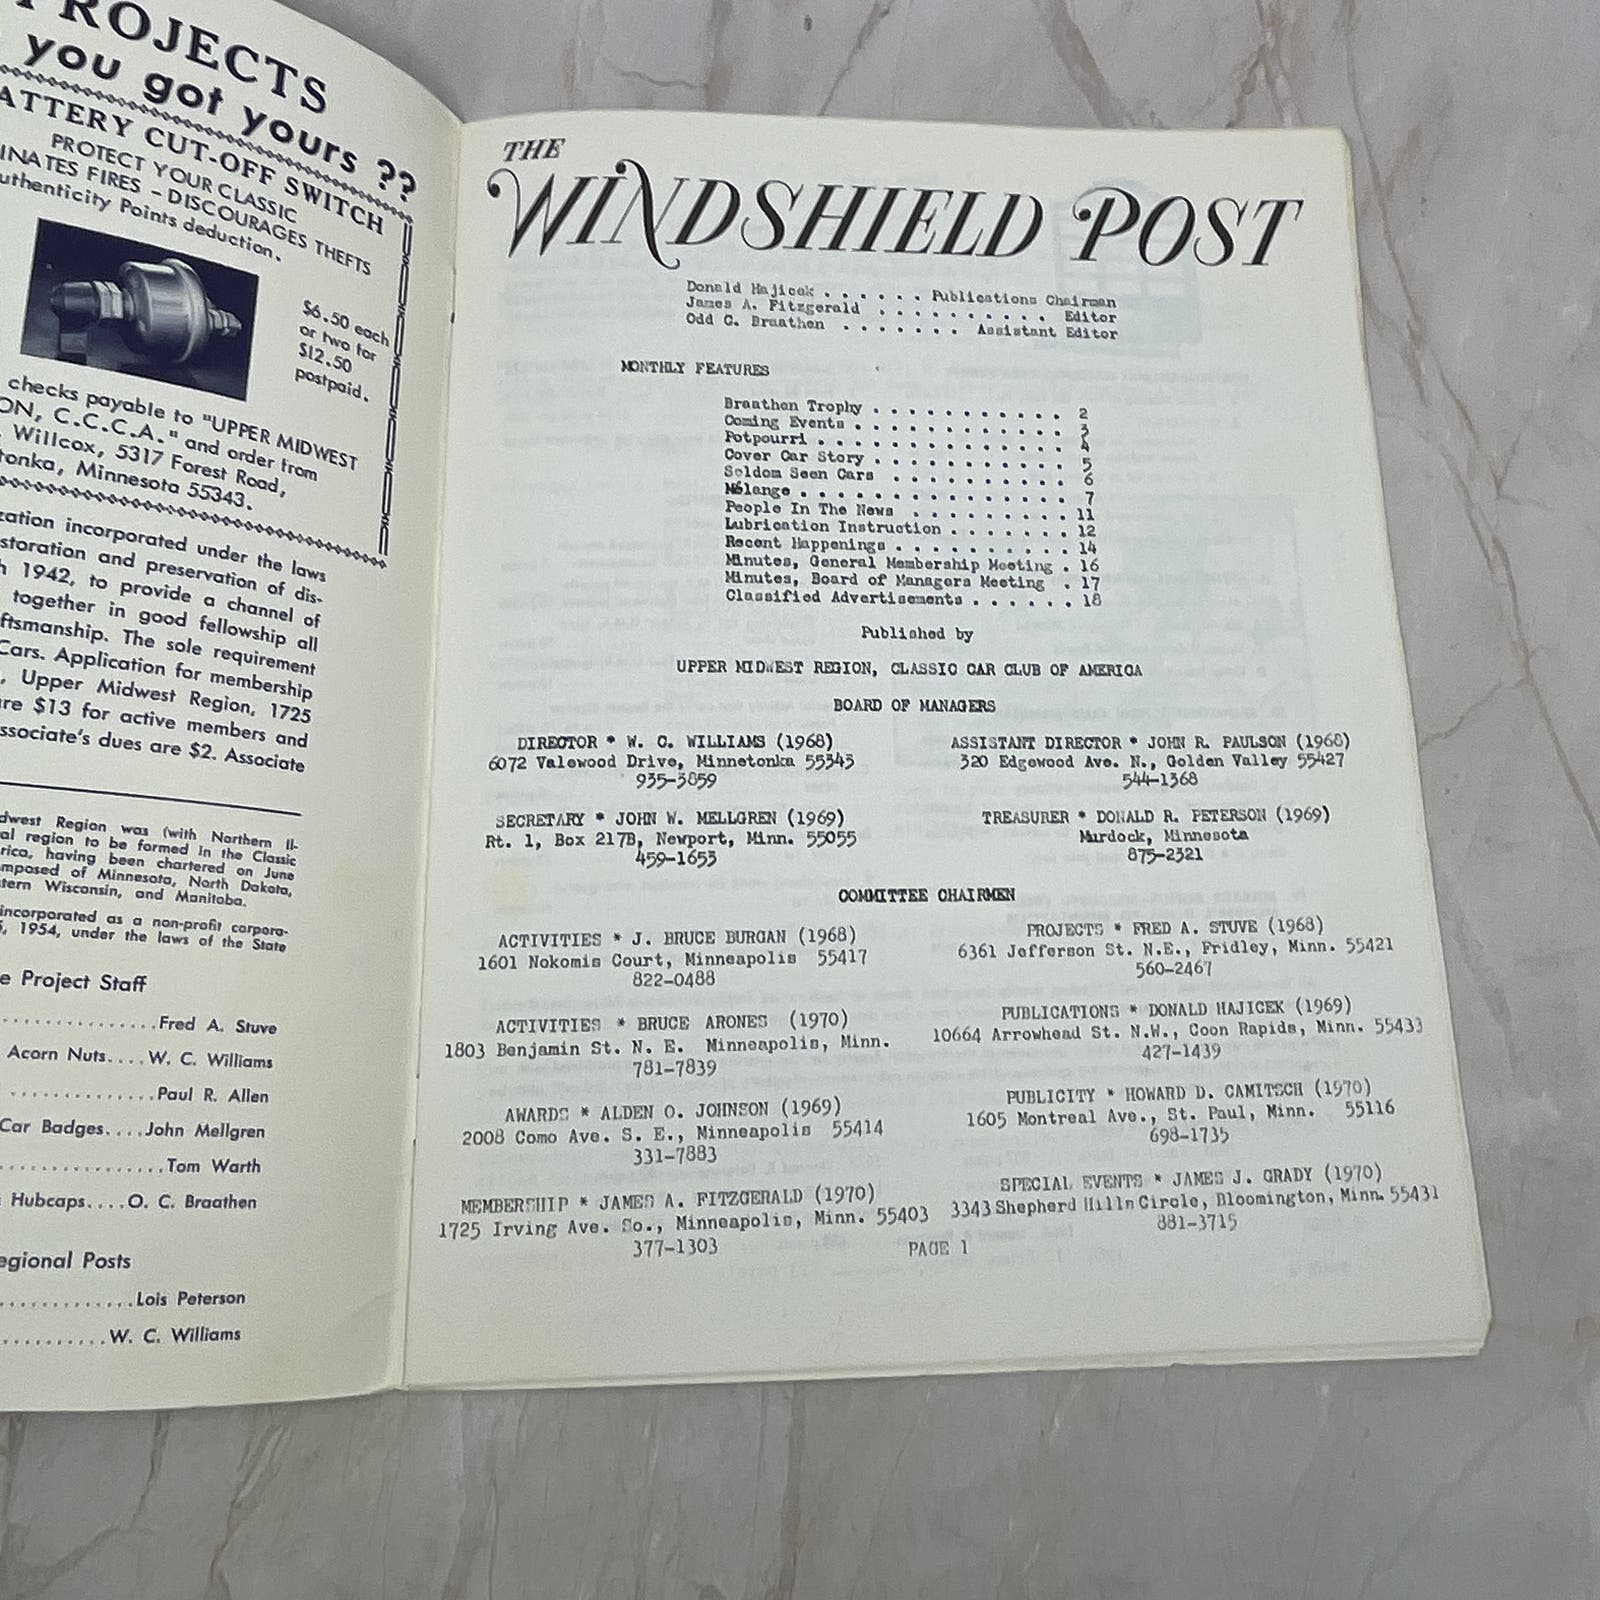 PROJECTS
you got yours ??
BATTERY CUT-OFF SWITCH
PROTECT YOUR CLASSIC
FIRES – DISCOURAGES THEFTS
Authenticity Points deduction.
$6.50 each
or two for
$12.50
postpaid.
checks payable to "UPPER MIDWEST
C.C.C.A." and order from
Willcox, 5317 Forest Road,
Minnesota 55343.
incorporated under the laws
and preservation of dis-
1942, to provide a channel of
together in good fellowship all
The sole requirement
Cars. Application for membership
, Upper Midwest Region, 1725
$13 for active members and
dues are $2. Associate
Region was (with Northern Il-
region to be formed in the Classic
having been chartered on June
of Minnesota, North Dakota,
Wisconsin, and Manitoba.
incorporated as a non-profit corpora-
, 1954, under the laws of the State
Project Staff
................Fred A. Stuve
Acorn Nuts....W. C. Williams
...............Paul R. Allen
Car Badges....John Mellgren
.................Tom Warth
Hubcaps....O. C. Braathen
Regional Posts
..............Lois Peterson
...........W. C. Williams
THE
WINDSHIELD POST
Donald Hajicek . . . . . . Publications Chairman
James A. Fitzgerald . . . . . . . . . . Editor
Odd C. Braathen . . . . . . . Assistant Editor
MONTHLY FEATURES
Braathen Trophy . . . . . . . . . . . 2
Coming Events . . . . . . . . . . . . 3
Potpourri . . . . . . . . . . . . . . 4
Cover Car Story . . . . . . . . . . . 5
Seldom Seen Cars . . . . . . . . . . 6
Mélange . . . . . . . . . . . . . . . 7
People In The News . . . . . . . . . 11
Lubrication Instruction . . . . . . . 12
Recent Happenings . . . . . . . . . . 14
Minutes, General Membership Meeting . 16
Minutes, Board of Managers Meeting . 17
Classified Advertisements . . . . . . 18
Published by
UPPER MIDWEST REGION, CLASSIC CAR CLUB OF AMERICA
BOARD OF MANAGERS
DIRECTOR * W. C. WILLIAMS (1968)
6072 Valewood Drive, Minnetonka 55343
935-3859
ASSISTANT DIRECTOR * JOHN R. PAULSON (1968)
320 Edgewood Ave. N., Golden Valley 55427
544-1368
SECRETARY * JOHN W. MELLGREN (1969)
Rt. 1, Box 217B, Newport, Minn. 55055
459-1653
TREASURER * DONALD R. PETERSON (1969)
Murdock, Minnesota
875-2321
COMMITTEE CHAIRMEN
ACTIVITIES * J. BRUCE BURGAN (1968)
1601 Nokomis Court, Minneapolis 55417
822-0488
PROJECTS * FRED A. STUVE (1968)
6361 Jefferson St. N.E., Fridley, Minn. 55421
560-2467
ACTIVITIES * BRUCE ARONES (1970)
1803 Benjamin St. N. E. Minneapolis, Minn.
781-7839
PUBLICATIONS * DONALD HAJICEK (1969)
10664 Arrowhead St. N.W., Coon Rapids, Minn. 55433
427-1439
AWARDS * ALDEN O. JOHNSON (1969)
2008 Como Ave. S. E., Minneapolis 55414
331-7883
PUBLICITY * HOWARD D. CAMITSCH (1970)
1605 Montreal Ave., St. Paul, Minn. 55116
698-1735
MEMBERSHIP * JAMES A. FITZGERALD (1970)
1725 Irving Ave. So., Minneapolis, Minn. 55403
377-1303
SPECIAL EVENTS * JAMES J. GRADY (1970)
3343 Shepherd Hills Circle, Bloomington, Minn. 55431
881-3715
PAGE 1